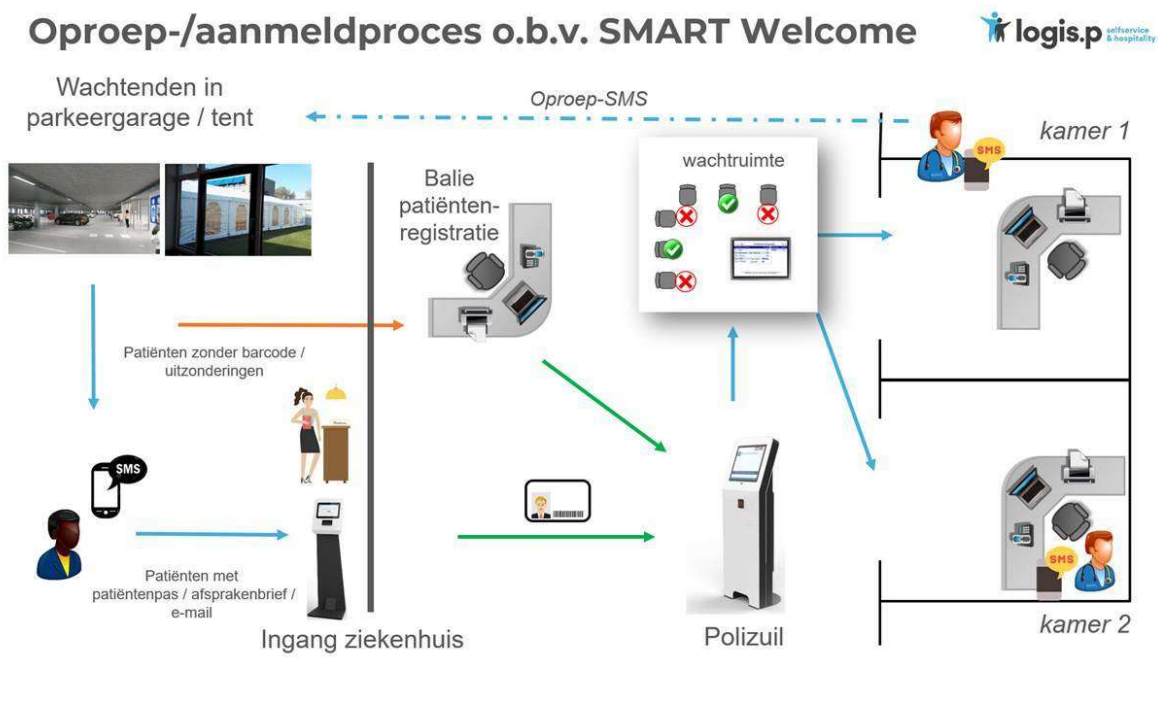 Oproep-/aanmeldproces o.b.v. SMART Welcome
logis.p
selfservice
& hospitality
Wachtenden in
parkeergarage / tent
Oproep-SMS
kamer 1
SMS
wachtruimte
Balie
patiënten-
registratie
Patiënten zonder barcode /
uitzonderingen
SMS
Patiënten met
patiëntenpas / afsprakenbrief /
e-mail
Ingang ziekenhuis
Polizuil
SMS
kamer 2